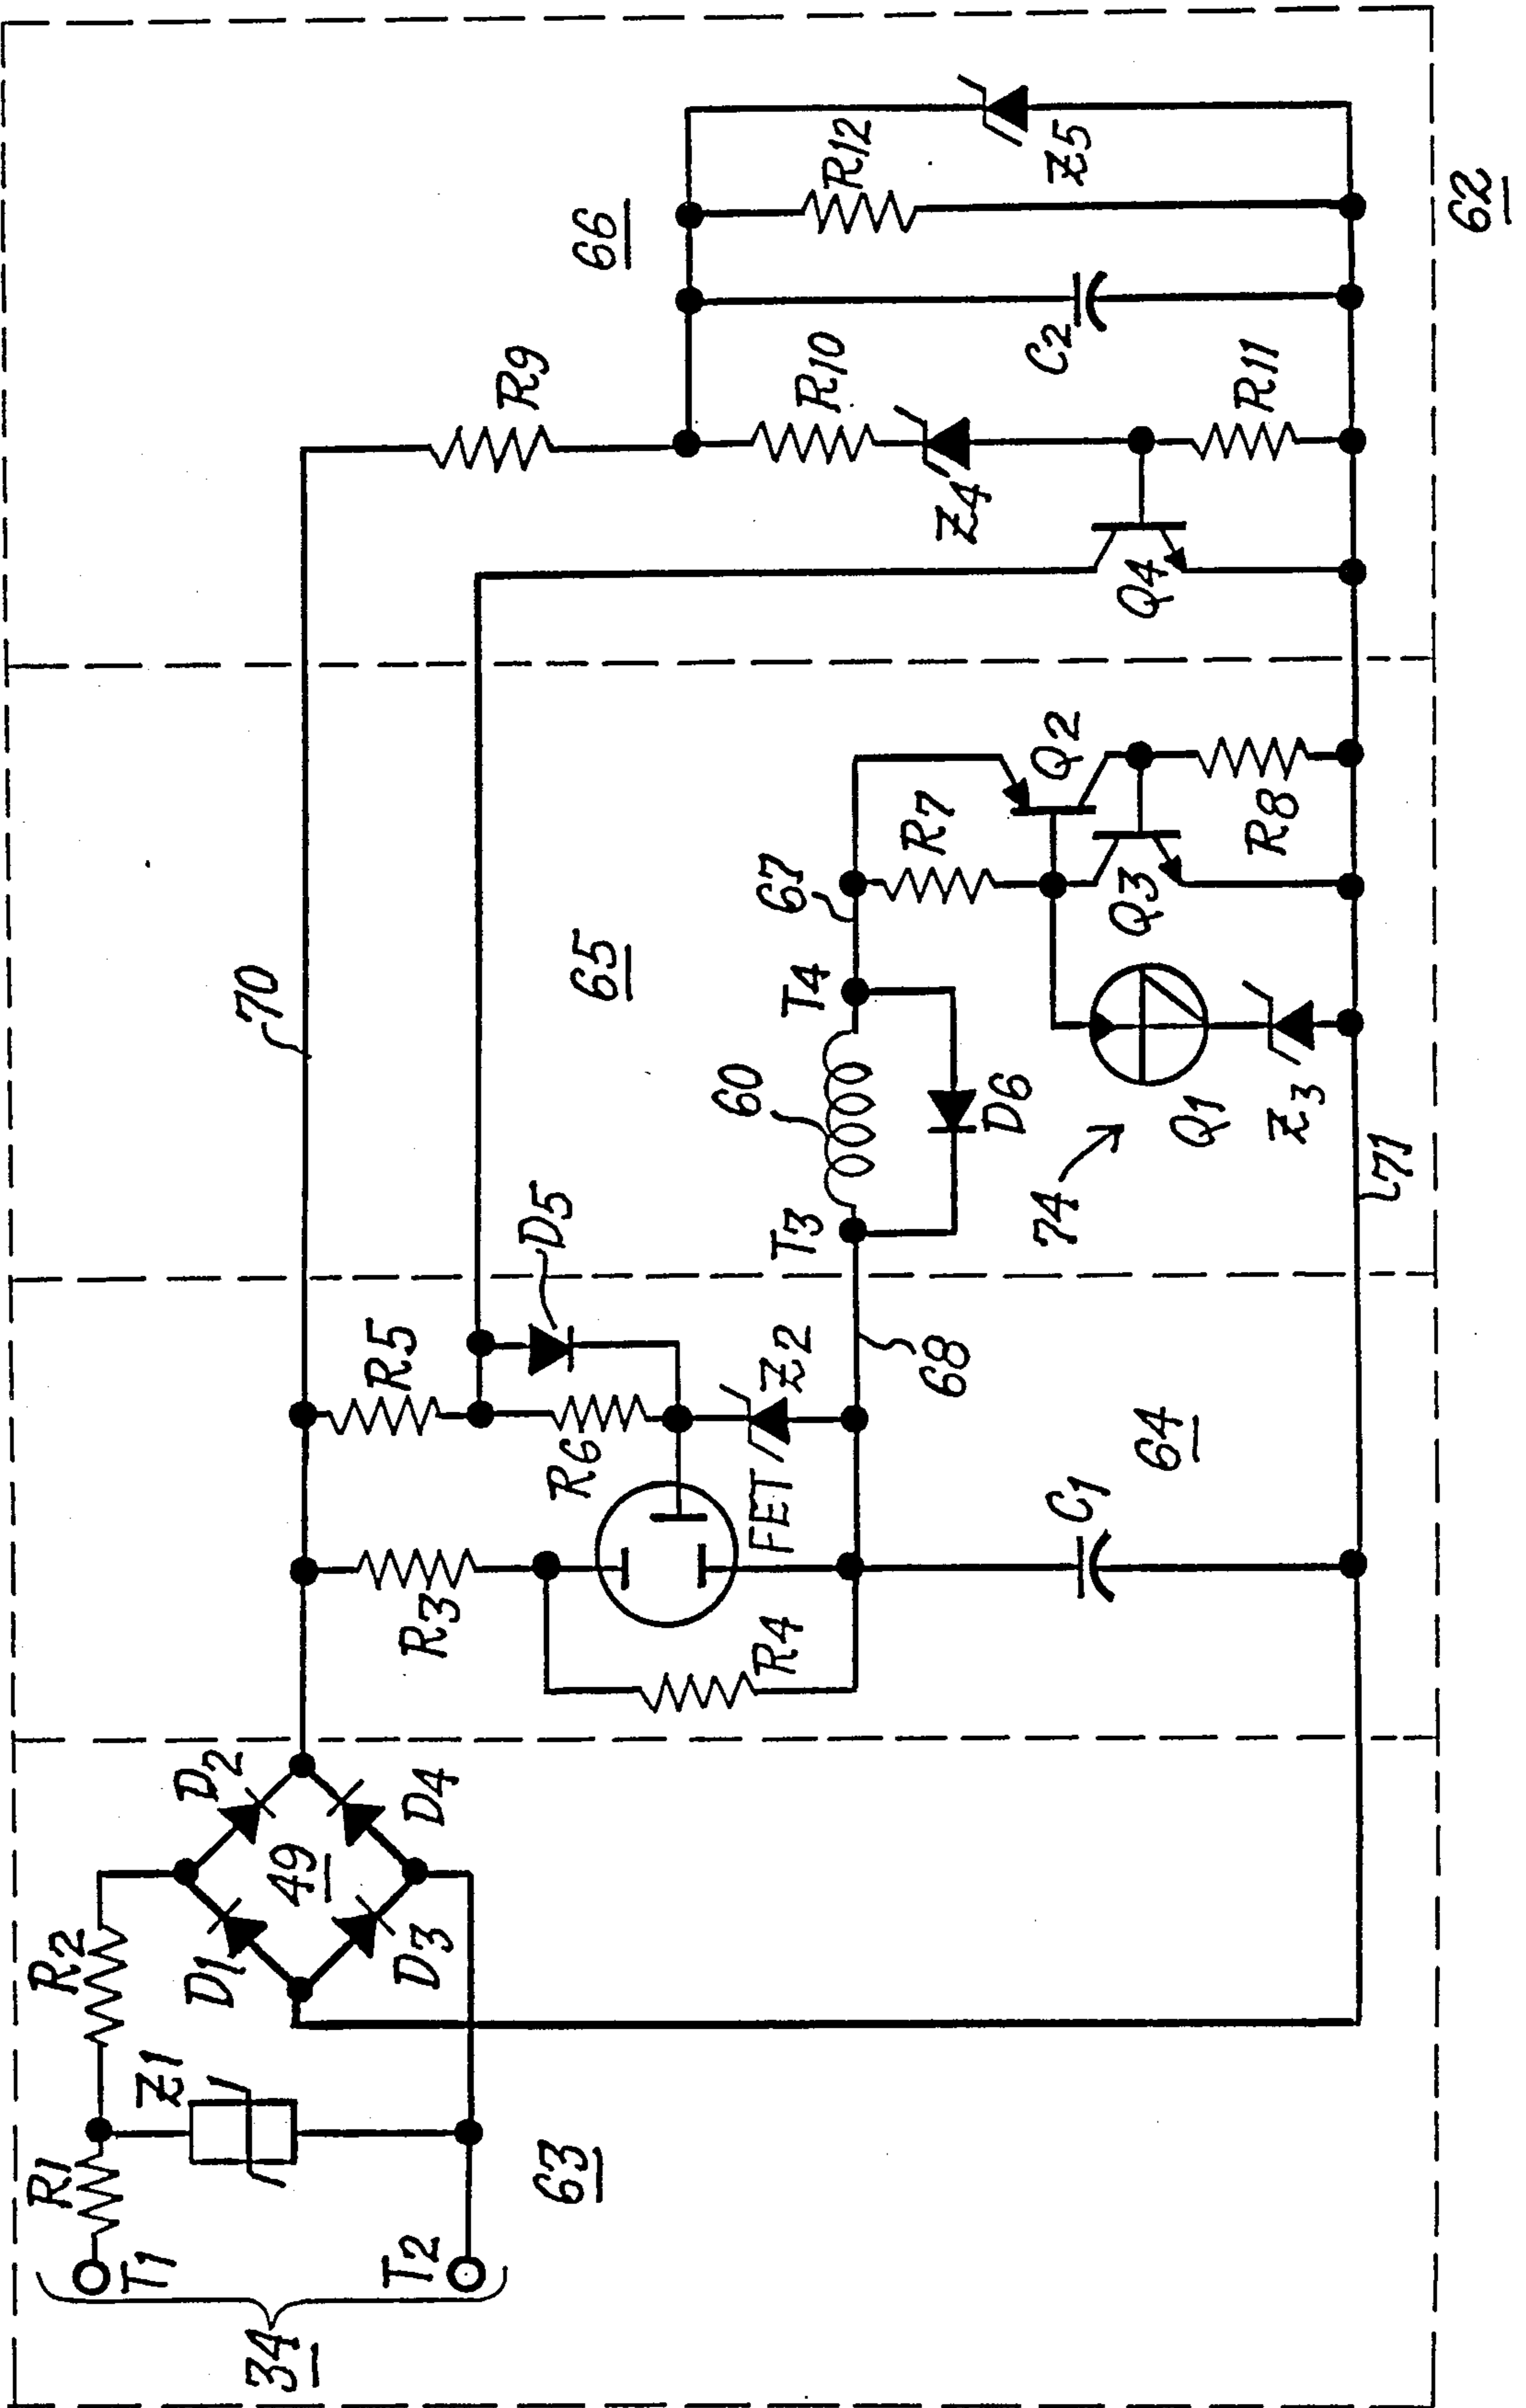 34
T1
T2
R1
Z1
R2
63
D1
D2
49
D3
D4
R3
R4
FET
R6
R5
D5
Z2
C1
64
68
70
T3
60
T4
D6
65
67
74
Q1
Z3
71
R7
Q3
Q2
R8
Q4
Z4
R9
R10
R11
C2
66
R12
Z5
62